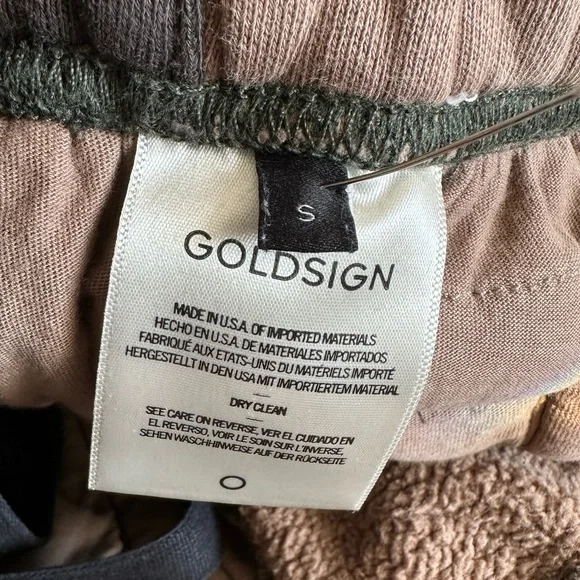 S
GOLDSIGN
MADE IN U.S.A. OF IMPORTED MATERIALS
HECHO EN U.S.A. DE MATERIALES IMPORTADOS
FABRIQUÉ AUX ETATS-UNIS DU MATÉRIELS IMPORTÉ
HERGESTELLT IN DEN USA MIT IMPORTIERTEM MATERIAL
—
DRY CLEAN
—
SEE CARE ON REVERSE. VER EL CUIDADO EN
EL REVERSO. VOIR LE SOIN SUR L'INVERSE.
SEHEN WASCHHINWEISE AUF DER RÜCKSEITE